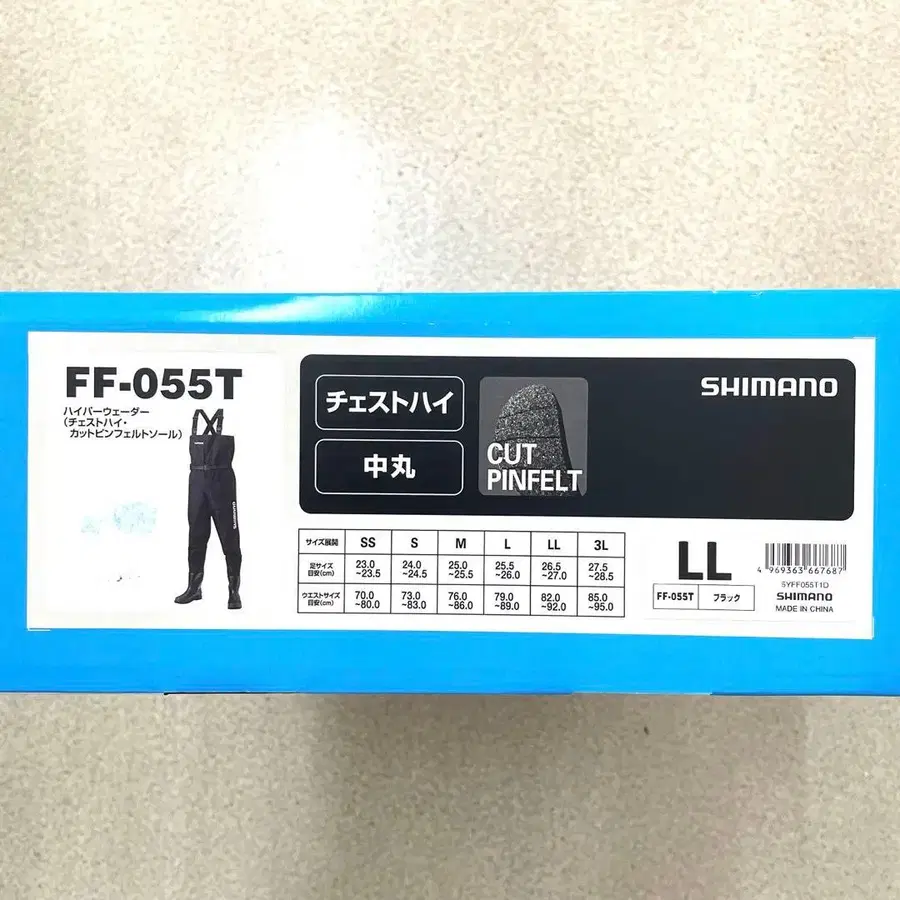 FF-055T
ハイパーウェーダー
(チェストハイ・
カットピンフェルトソール)
SHIMANO
チェストハイ
中丸
CUT
PINFELT
SHIMANO
サイズ展開 SS S M L LL 3L
足サイズ目安(cm) 23.0~23.5 24.0~24.5 25.0~25.5 25.5~26.0 26.5~27.0 27.5~28.5
ウエストサイズ目安(cm) 70.0~80.0 73.0~83.0 76.0~86.0 79.0~89.0 82.0~92.0 85.0~95.0
LL
FF-055T ブラック
4 969363 667687
5YFF055T1D
SHIMANO
MADE IN CHINA